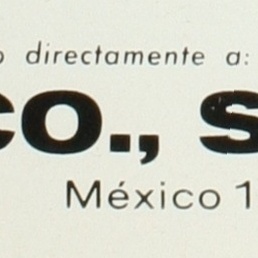 o directamente a:
co., s
México 1